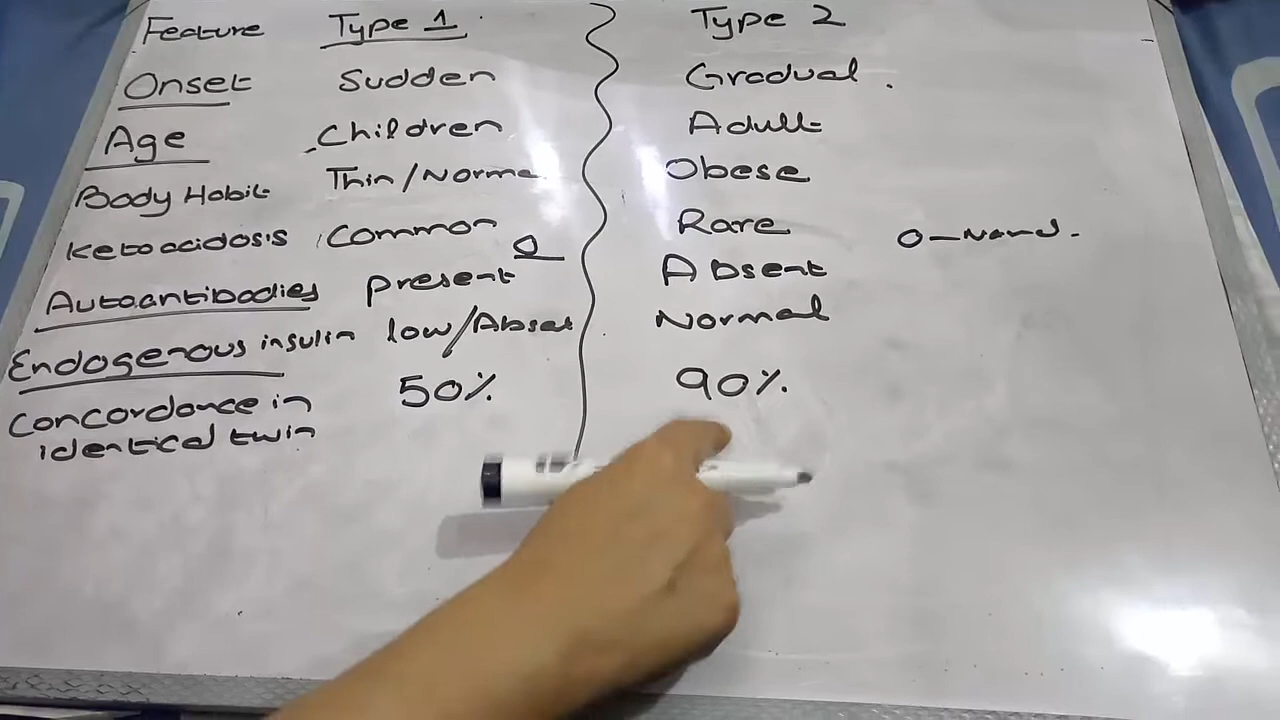 Feature Type 1 Type 2
Onset Sudden Gradual.
Age Children Adult
Body Habit Thin/Norma Obese
Ketoacidosis Common Rare
Autoantibodies Present Absent
Endogenous insulin low/Absent Normal
Concordance in 50% 90%
identical twin